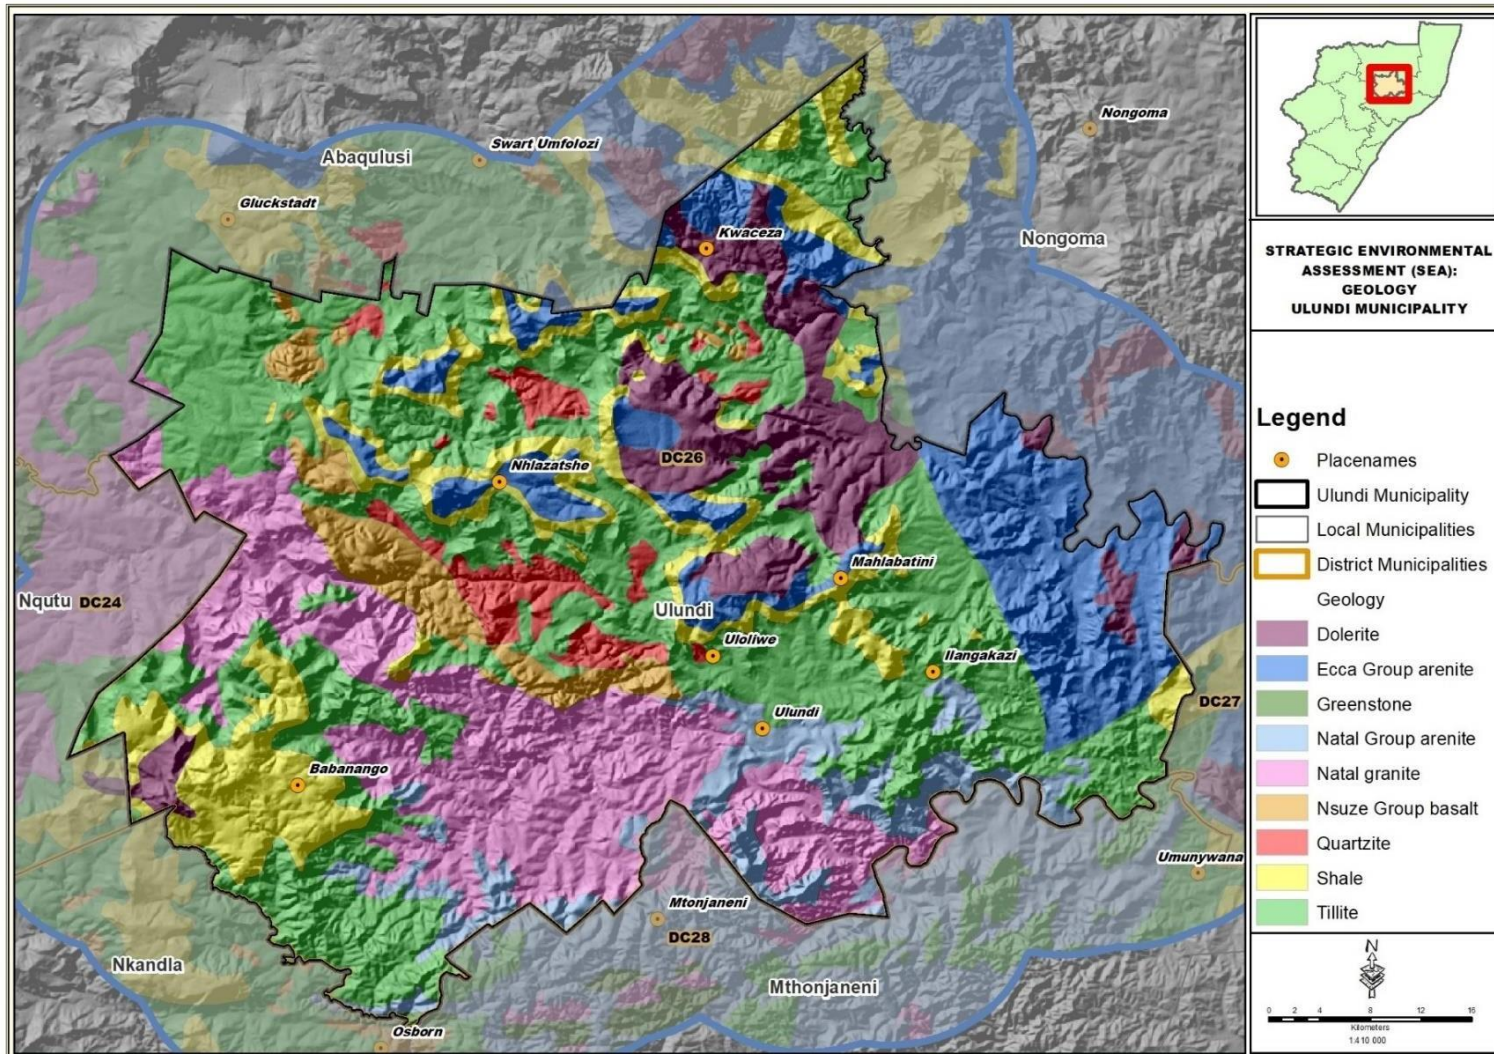 Nongoma
Swart Umfolozi
Abaqulusi
Gluckstadt
Kwaceza
Nongoma
DC26
Nhlazatshe
Mahlabatini
Nqutu DC24
Ulundi
Uloliwe
Ilangakazi
DC27
Ulundi
Babanango
Umunywana
Mtonjaneni
DC28
Nkandla
Mthonjaneni
Osborn
STRATEGIC ENVIRONMENTAL
ASSESSMENT (SEA):
GEOLOGY
ULUNDI MUNICIPALITY
Legend
Placenames
Ulundi Municipality
Local Municipalities
District Municipalities
Geology
Dolerite
Ecca Group arenite
Greenstone
Natal Group arenite
Natal granite
Nsuze Group basalt
Quartzite
Shale
Tillite
N
0 2 4 8 12 16
Kilometers
1:410 000